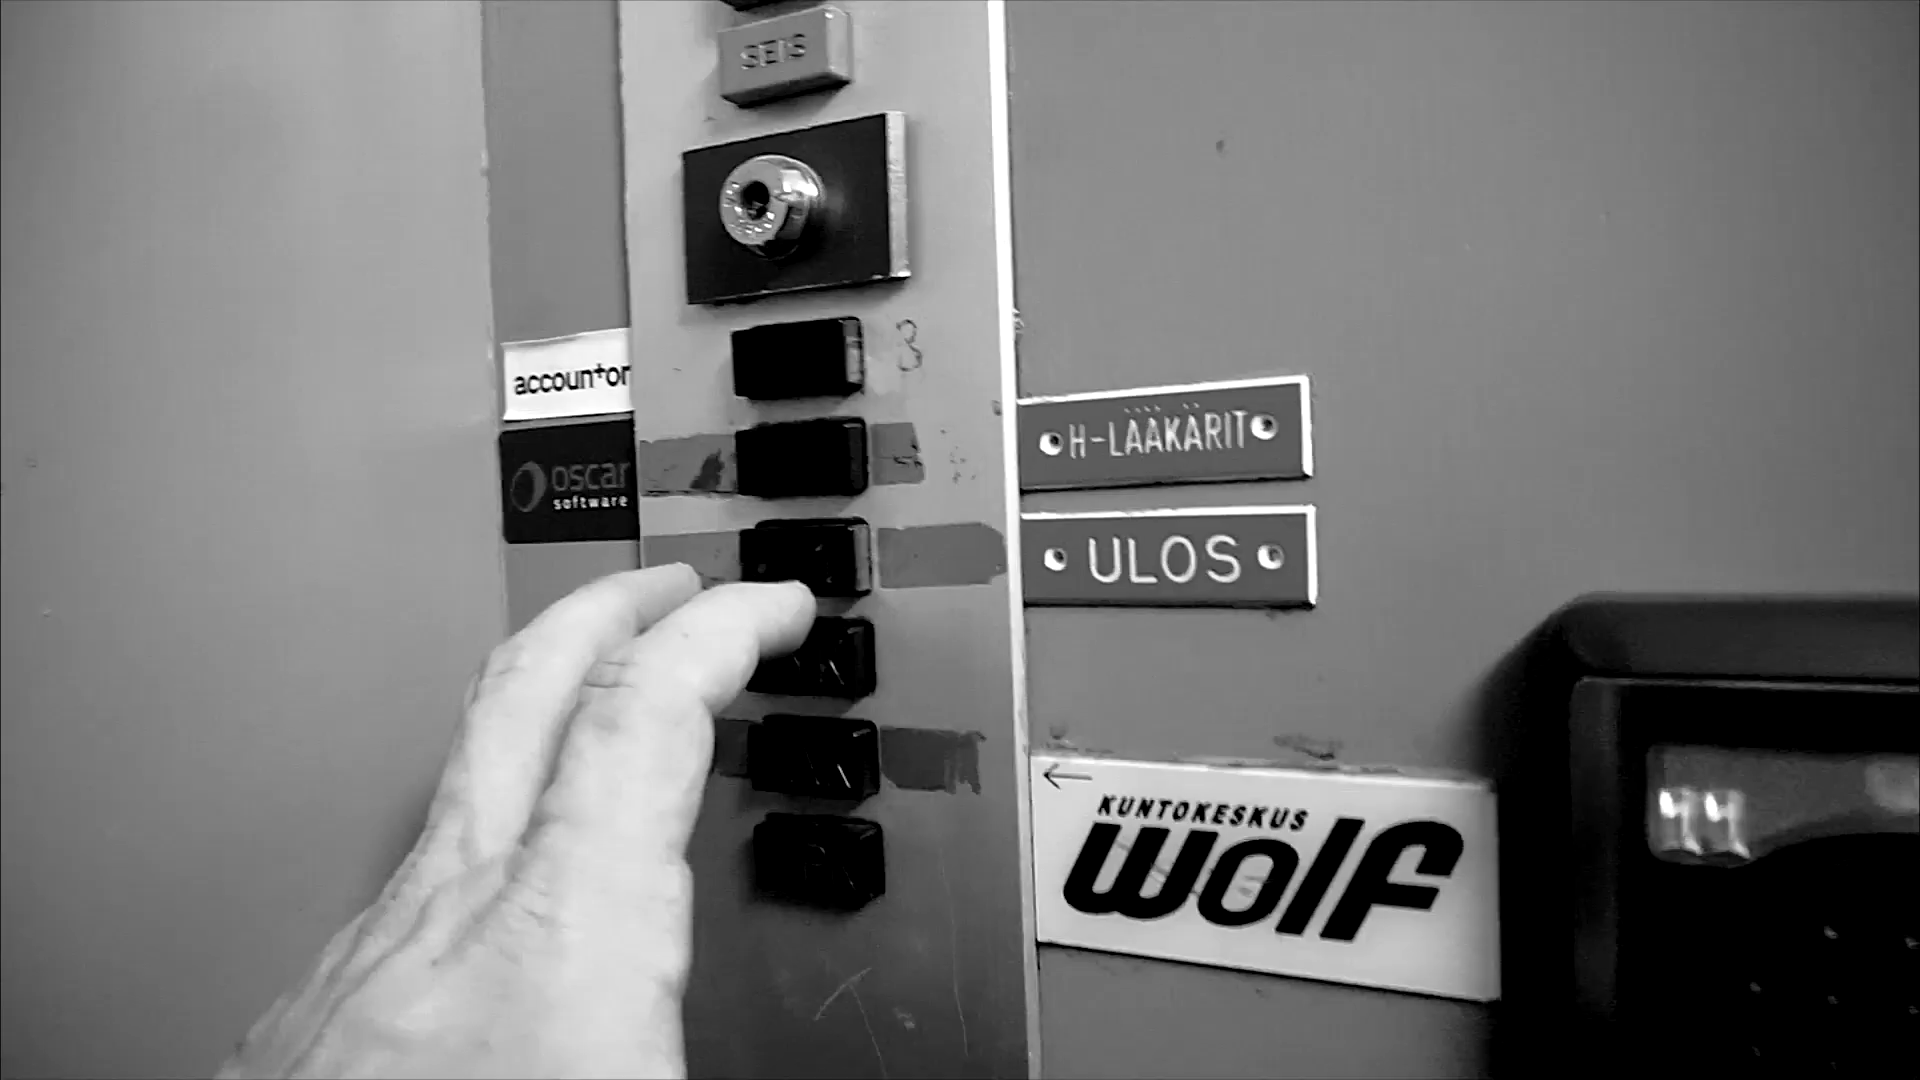 SEIS
3
accountor
oscar
software
H-LÄÄKÄRIT
ULOS
←
KUNTOKESKUS
wolf